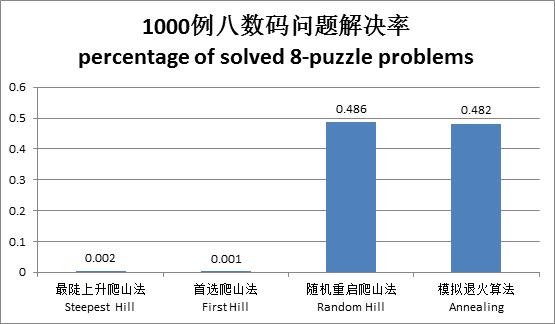 1000例八数码问题解决率
percentage of solved 8-puzzle problems
0.6
0.5
0.4
0.3
0.2
0.1
0
0.002
0.001
0.486
0.482
最陡上升爬山法
Steepest Hill
首选爬山法
First Hill
随机重启爬山法
Random Hill
模拟退火算法
Annealing